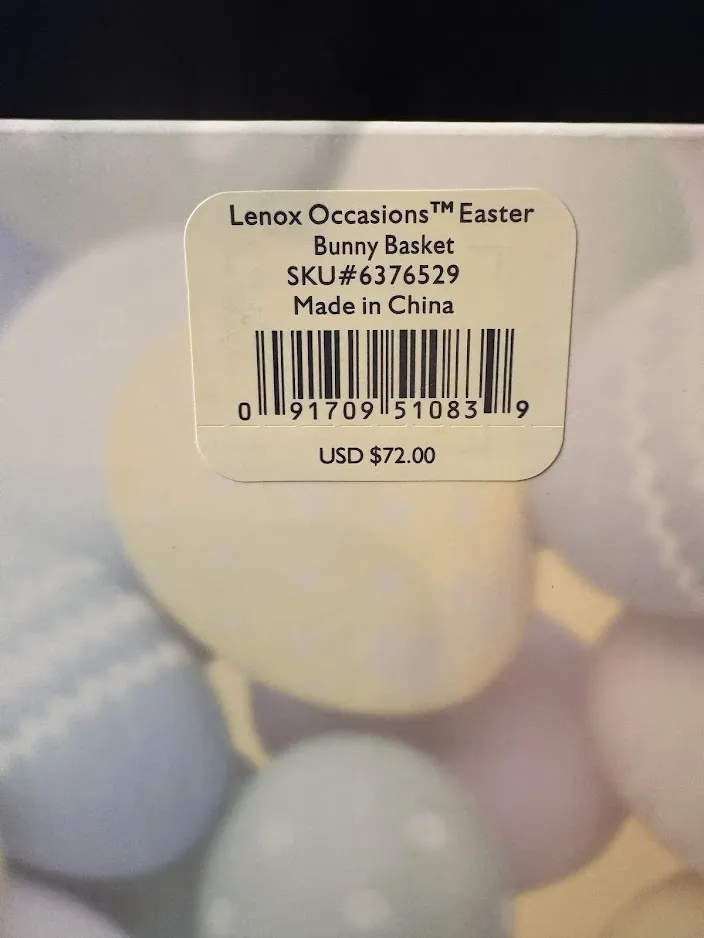 Lenox Occasions™ Easter
Bunny Basket
SKU#6376529
Made in China
0 91709 51083 9
USD $72.00